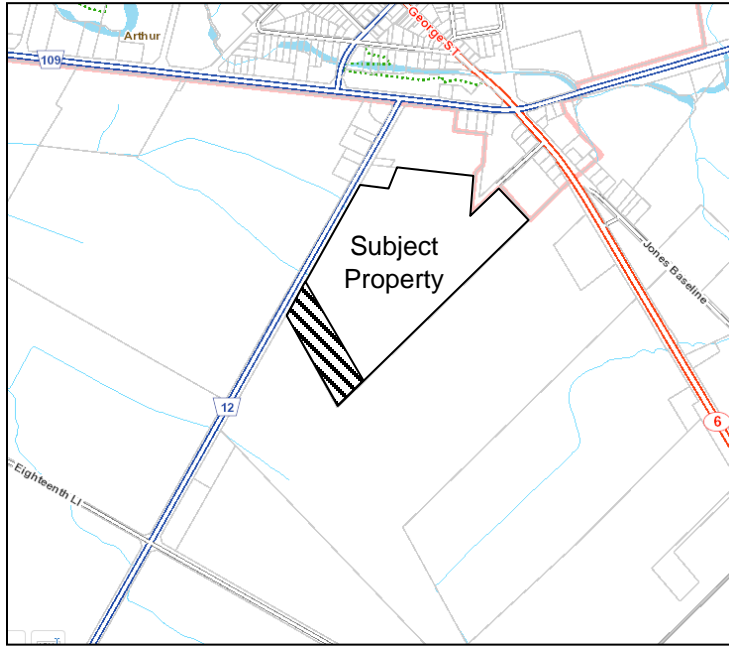 Arthur
George ST
109
Subject
Property
Jones Baseline
12
6
Eighteenth LI